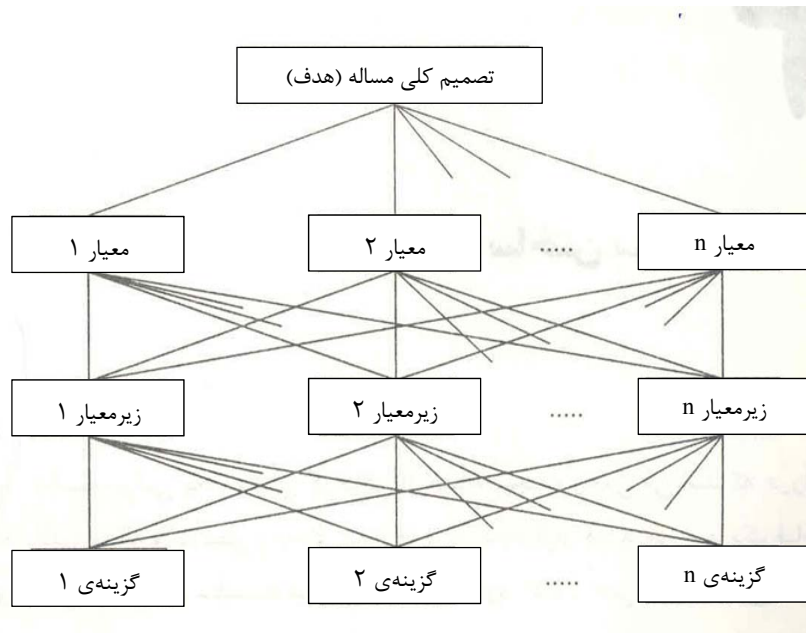 تصمیم کلی مساله (هدف)
معیار ۱
معیار ۲
.....
معیار n
زیرمعیار ۱
زیرمعیار ۲
.....
زیرمعیار n
گزینه‌ی ۱
گزینه‌ی ۲
.....
گزینه‌ی n